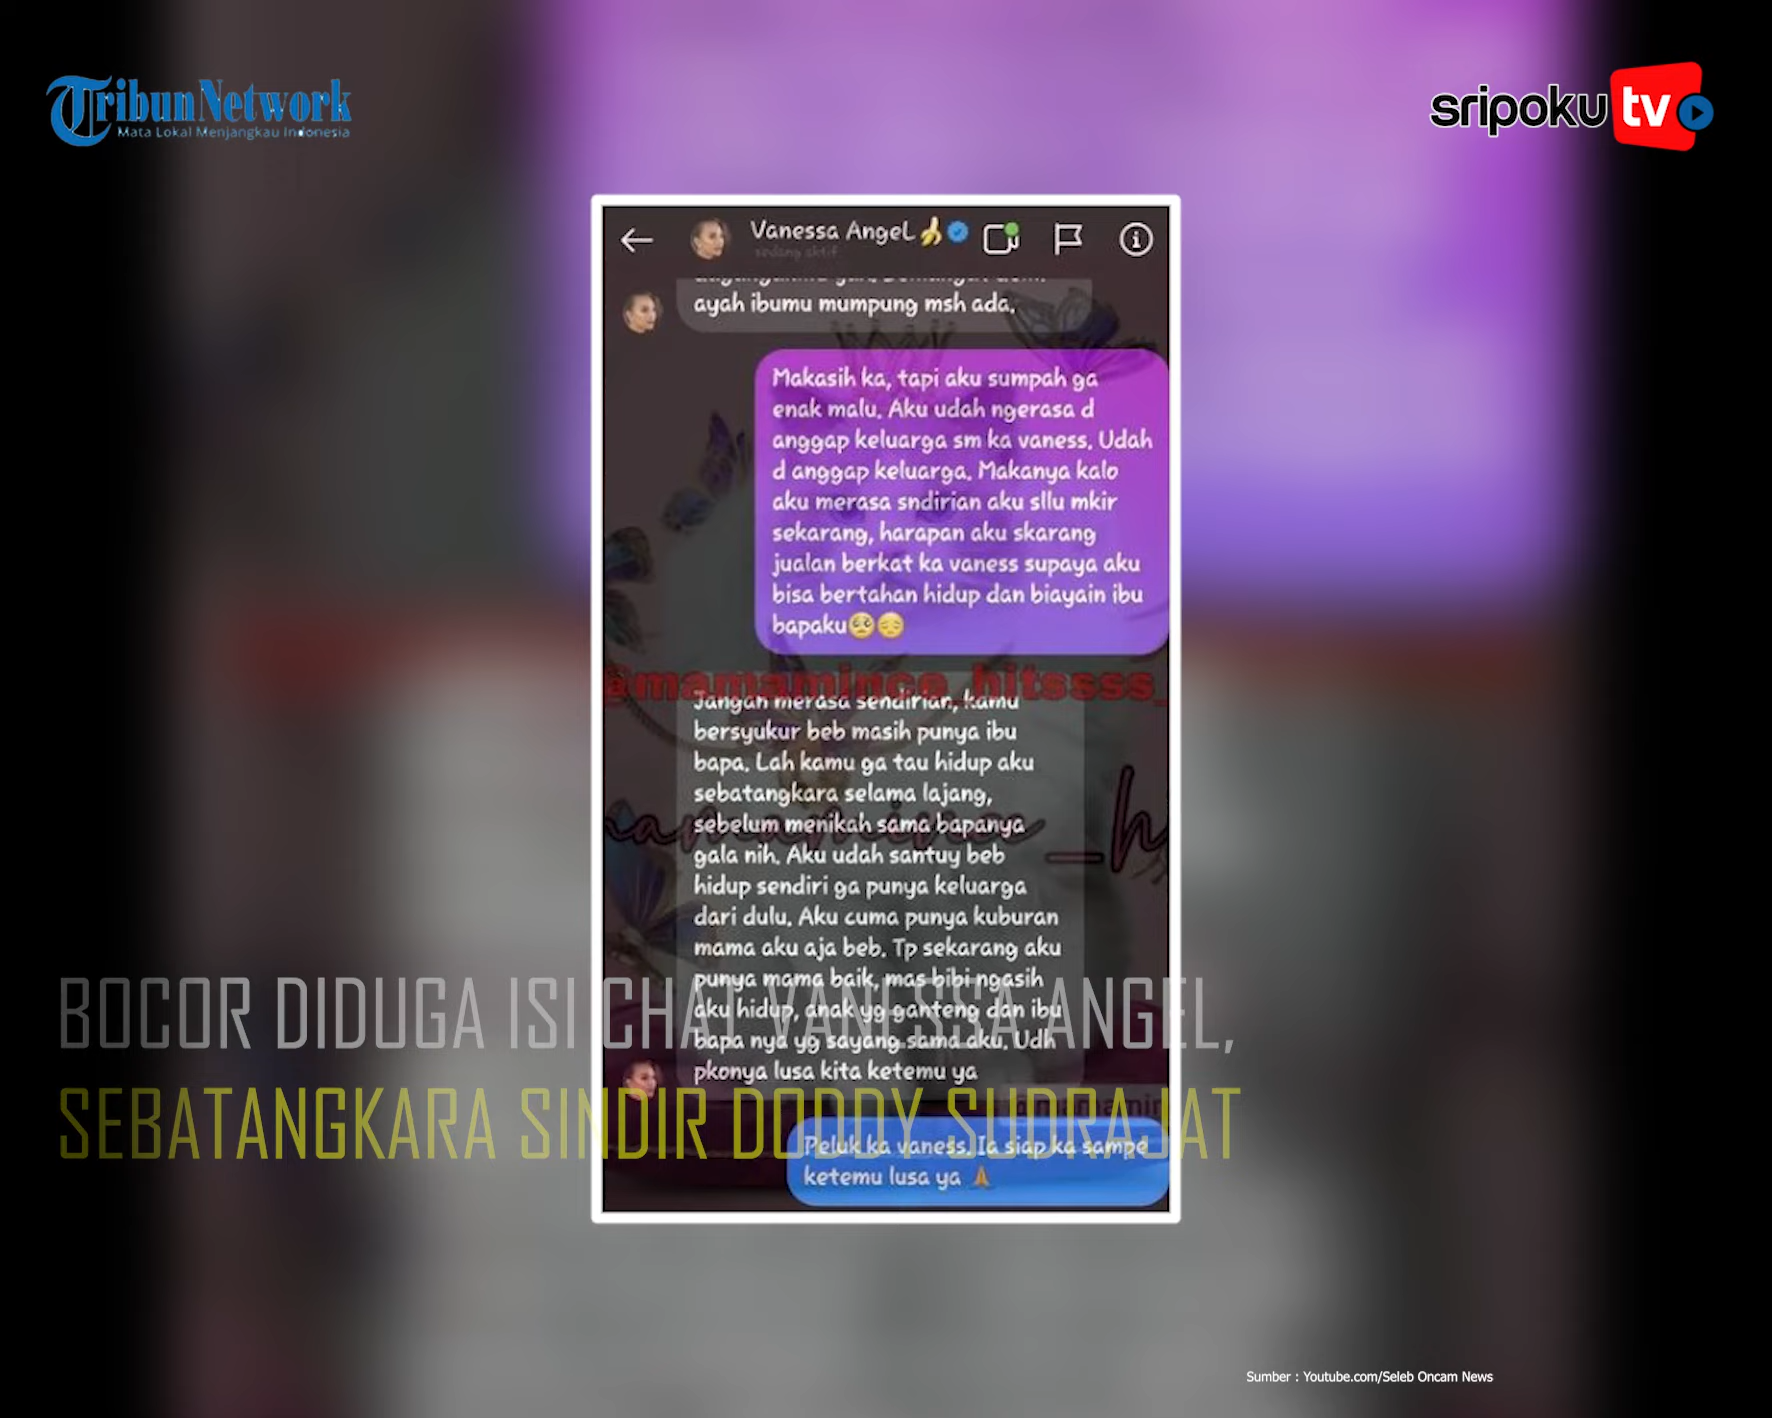 TribunNetwork
Mata Lokal Menjangkau Indonesia
sripoku tv
Vanessa AngeL
sedang aktif
ayah ibumu mumpung msh ada.
Makasih ka, tapi aku sumpah ga
enak malu. Aku udah ngerasa d
anggap keluarga sm ka vaness. Udah
d anggap keluarga. Makanya kalo
aku merasa sndirian aku sllu mkir
sekarang, harapan aku skarang
jualan berkat ka vaness supaya aku
bisa bertahan hidup dan biayain ibu
bapaku🥺😔
@mamamince_hitssss_
Jangan merasa sendirian, kamu
bersyukur beb masih punya ibu
bapa. Lah kamu ga tau hidup aku
sebatangkara selama lajang,
sebelum menikah sama bapanya
gala nih. Aku udah santuy beb
hidup sendiri ga punya keluarga
dari dulu. Aku cuma punya kuburan
mama aku aja beb. Tp sekarang aku
punya mama baik, mas bibi ngasih
aku hidup, anak yg ganteng dan ibu
bapa nya yg sayang sama aku. Udh
pkonya lusa kita ketemu ya
BOCOR DIDUGA ISI CHAT VANESSA ANGEL,
SEBATANGKARA SINDIR DODDY SUDRAJAT
Peluk ka vaness. Ia siap ka sampe
ketemu lusa ya 🙏
Sumber : Youtube.com/Seleb Oncam News